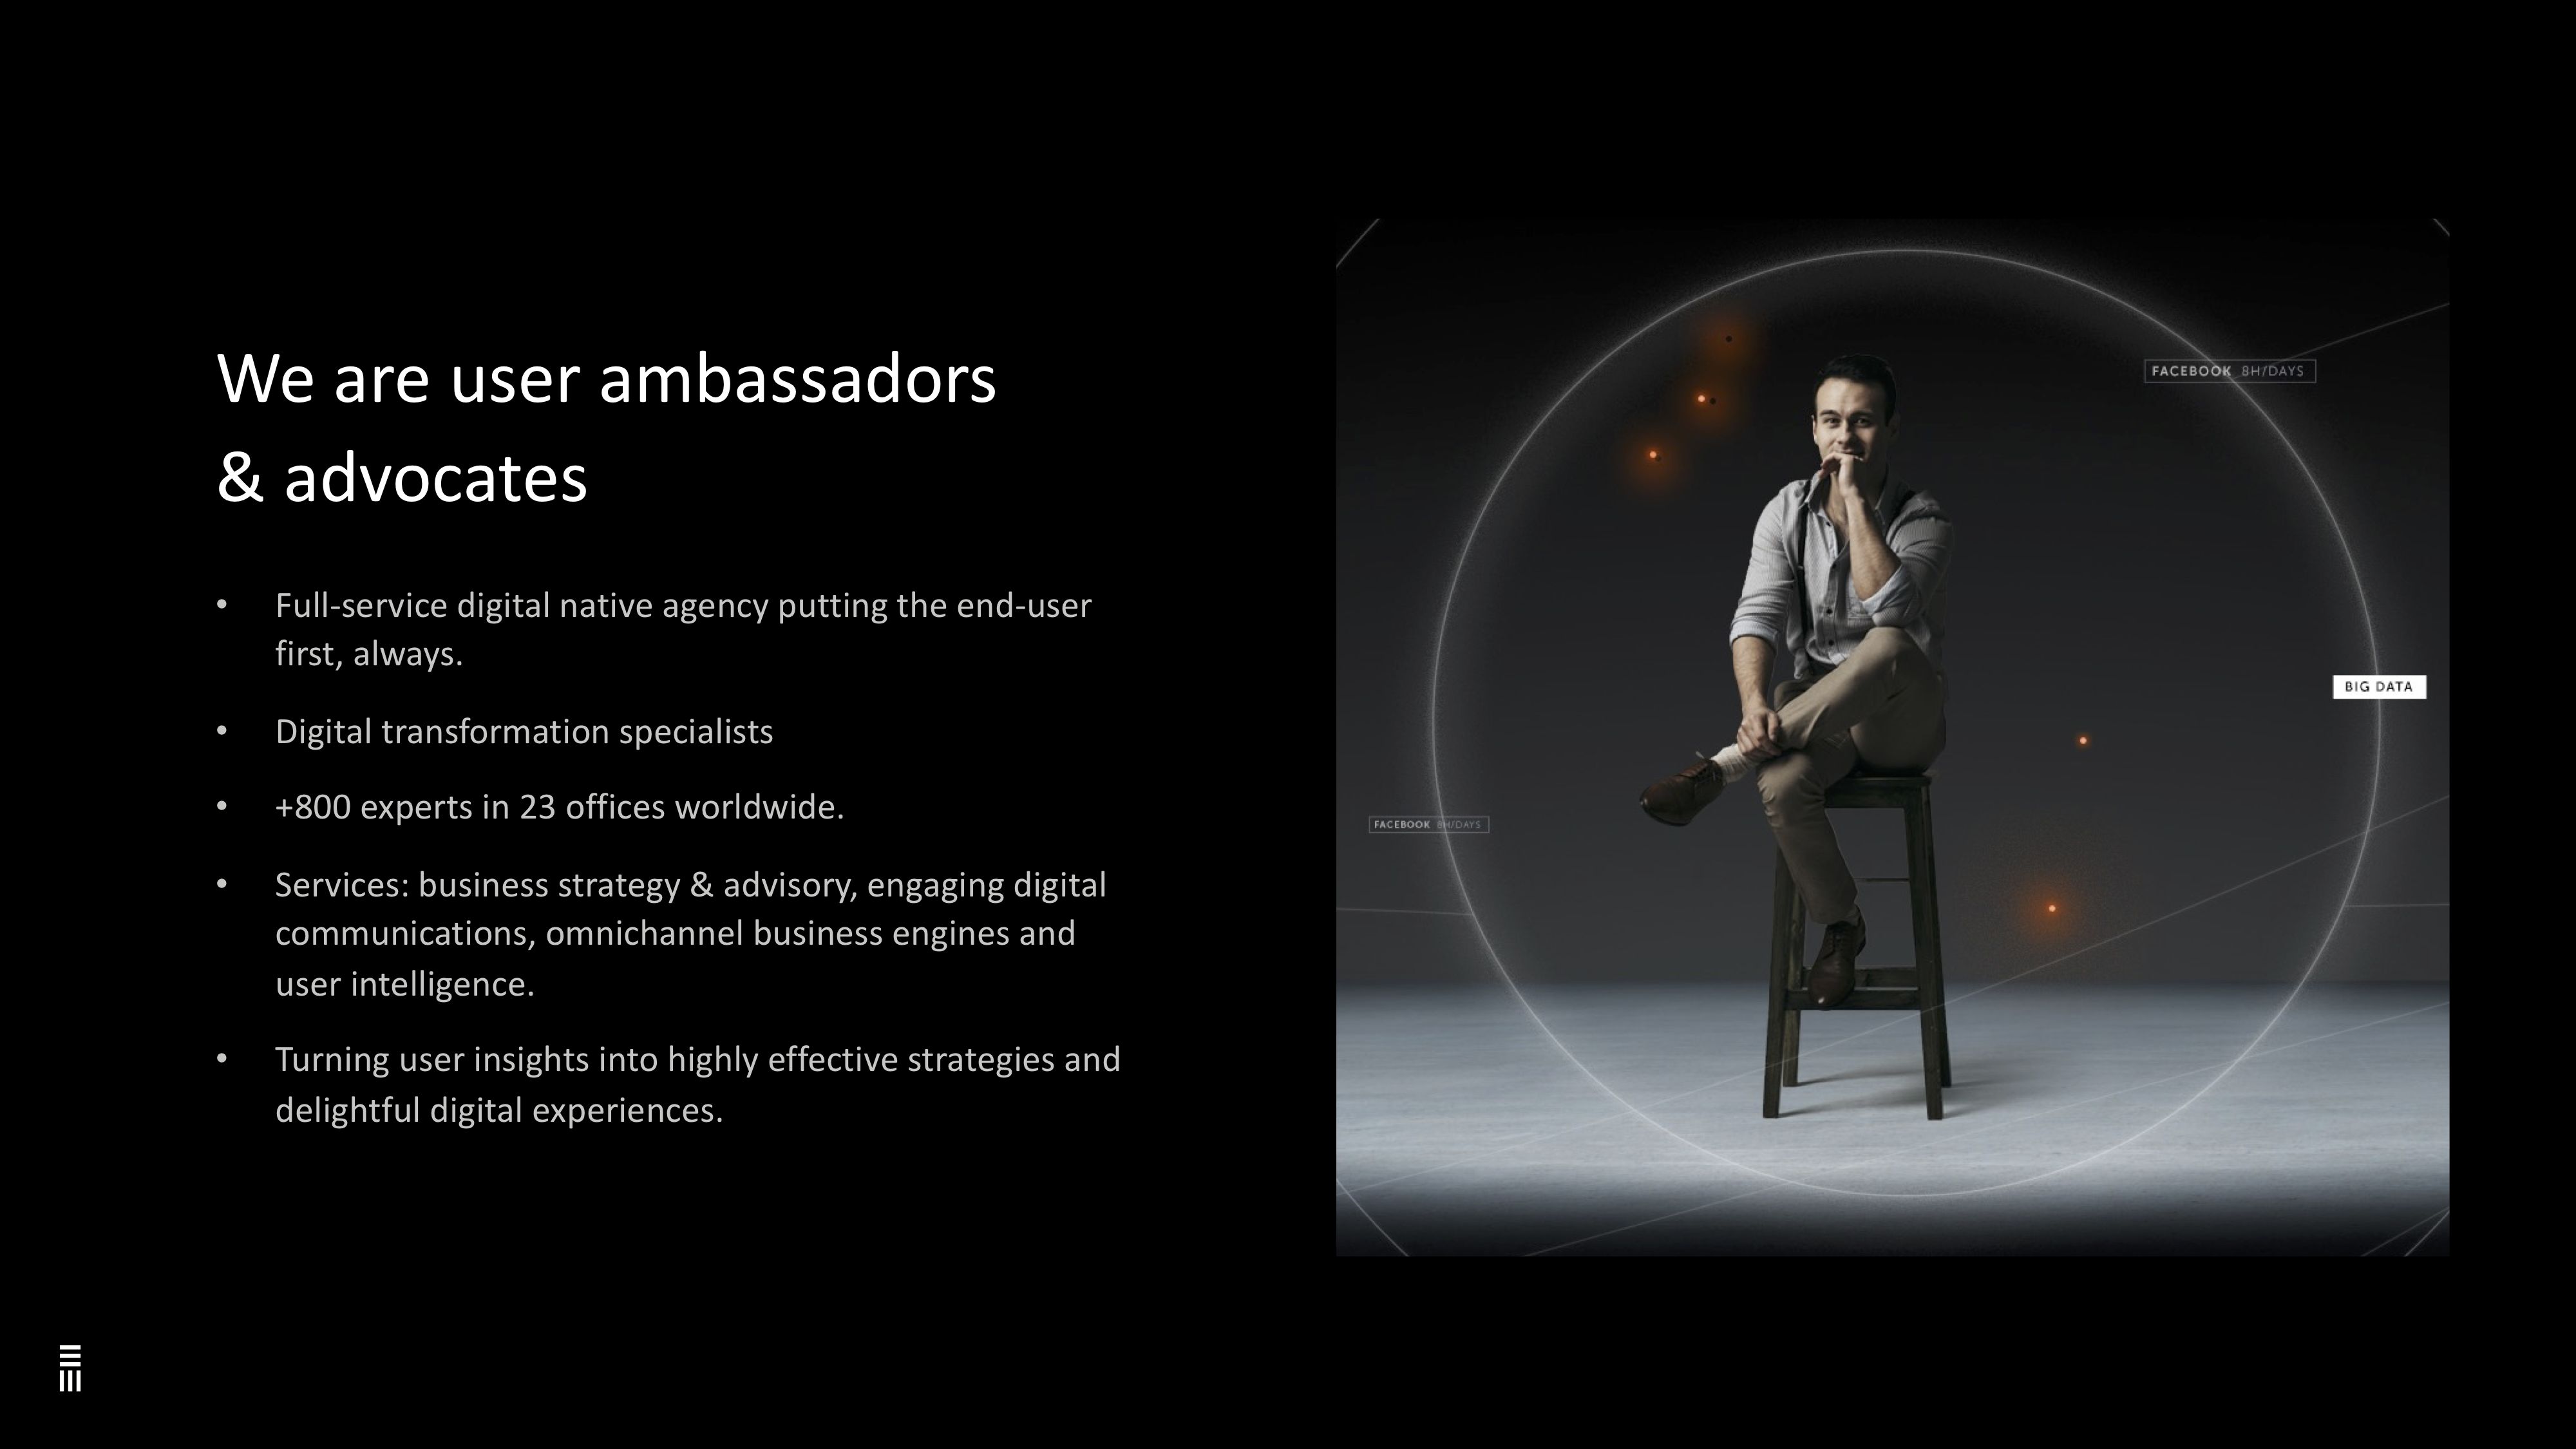 We are user ambassadors
& advocates
• Full-service digital native agency putting the end-user
first, always.
• Digital transformation specialists
• +800 experts in 23 offices worldwide.
• Services: business strategy & advisory, engaging digital
communications, omnichannel business engines and
user intelligence.
• Turning user insights into highly effective strategies and
delightful digital experiences.
FACEBOOK 8H/DAYS
BIG DATA
FACEBOOK 8H/DAYS